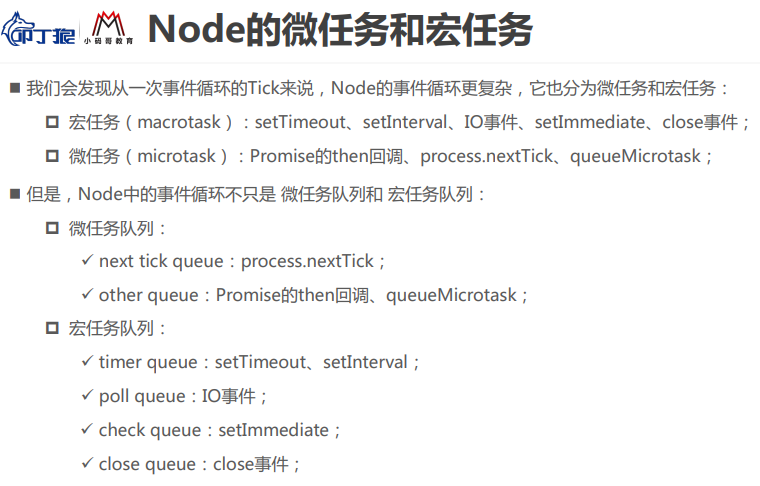 叩丁狼
小码哥教育
Node的微任务和宏任务
我们会发现从一次事件循环的Tick来说，Node的事件循环更复杂，它也分为微任务和宏任务：
宏任务（macrotask）：setTimeout、setInterval、IO事件、setImmediate、close事件；
微任务（microtask）：Promise的then回调、process.nextTick、queueMicrotask；
但是，Node中的事件循环不只是 微任务队列和 宏任务队列：
微任务队列：
next tick queue：process.nextTick；
other queue：Promise的then回调、queueMicrotask；
宏任务队列：
timer queue：setTimeout、setInterval；
poll queue：IO事件；
check queue：setImmediate；
close queue：close事件；